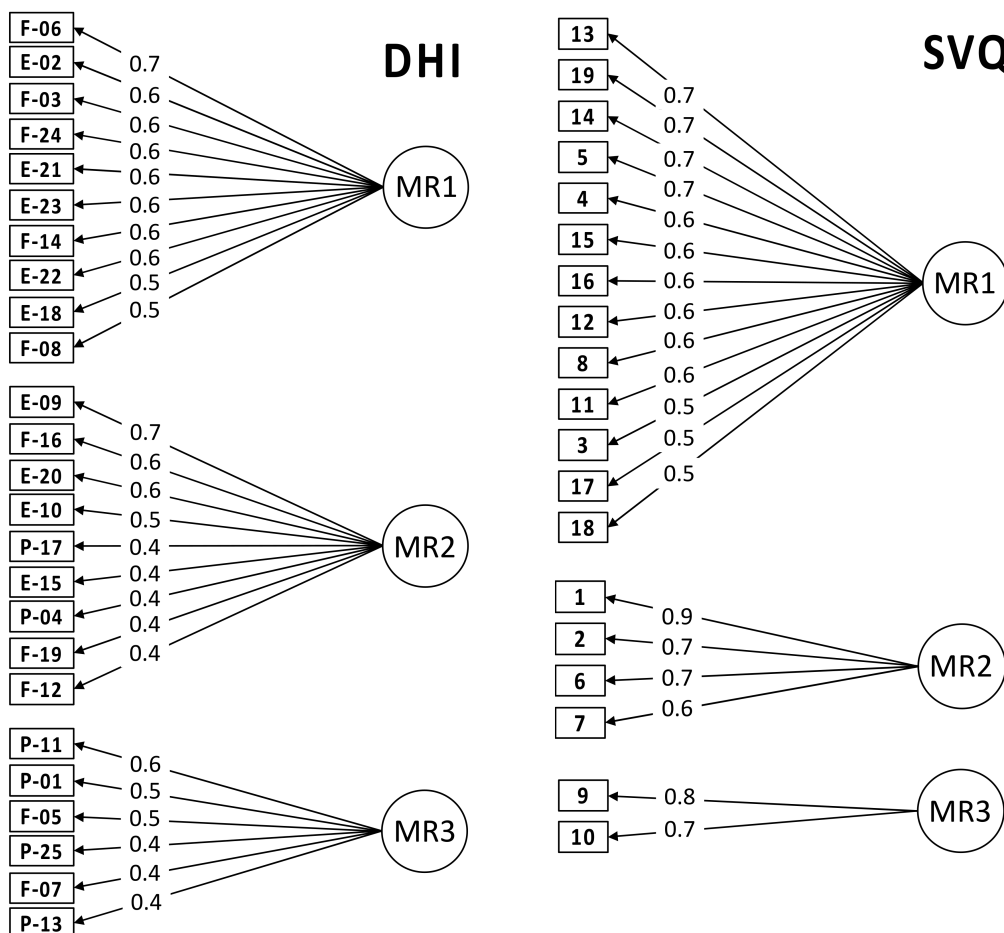 DHI
F-06
E-02
F-03
F-24
E-21
E-23
F-14
E-22
E-18
F-08
0.7
0.6
0.6
0.6
0.6
0.6
0.6
0.6
0.5
0.5
MR1
E-09
F-16
E-20
E-10
P-17
E-15
P-04
F-19
F-12
0.7
0.6
0.6
0.5
0.4
0.4
0.4
0.4
0.4
MR2
P-11
P-01
F-05
P-25
F-07
P-13
0.6
0.5
0.5
0.4
0.4
0.4
MR3
SVQ
13
19
14
5
4
15
16
12
8
11
3
17
18
0.7
0.7
0.7
0.7
0.6
0.6
0.6
0.6
0.6
0.6
0.5
0.5
0.5
MR1
1
2
6
7
0.9
0.7
0.7
0.6
MR2
9
10
0.8
0.7
MR3